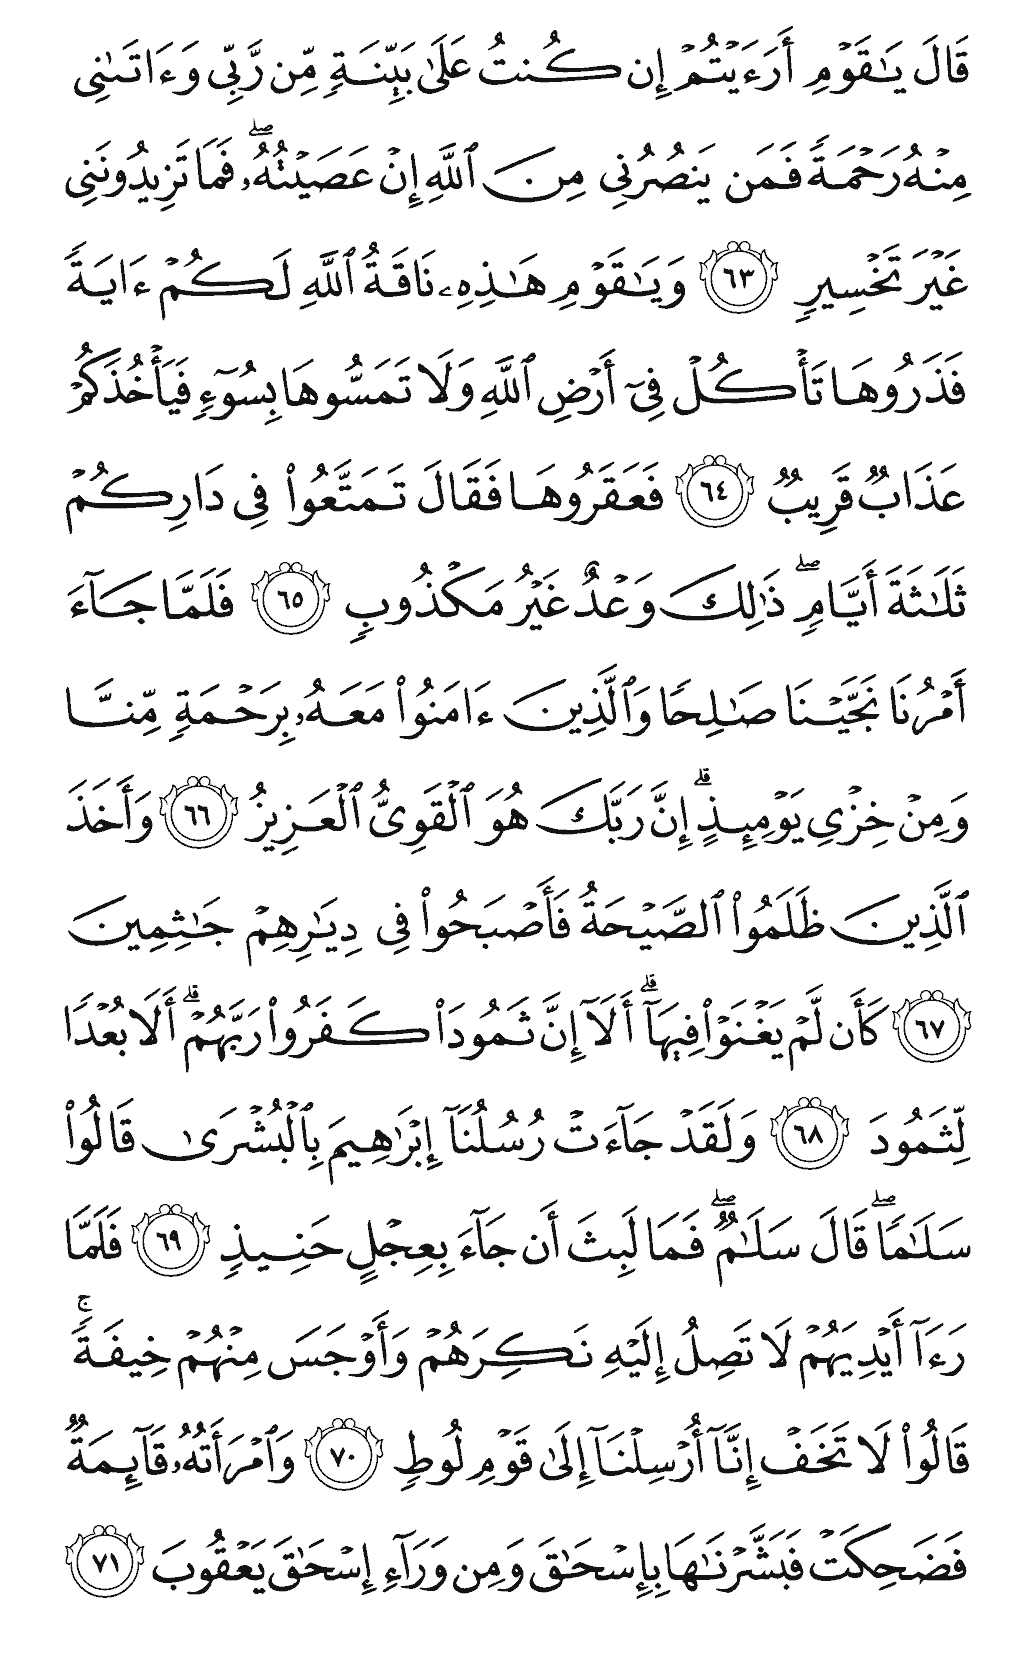 قَالَ يَٰقَوۡمِ أَرَءَيۡتُمۡ إِن كُنتُ عَلَىٰ بَيِّنَةٖ مِّن رَّبِّي وَءَاتَىٰنِي
مِنۡهُ رَحۡمَةٗ فَمَن يَنصُرُنِي مِنَ ٱللَّهِ إِنۡ عَصَيۡتُهُۥۖ فَمَا تَزِيدُونَنِي
غَيۡرَ تَخۡسِيرٖ ٦٣ وَيَٰقَوۡمِ هَٰذِهِۦ نَاقَةُ ٱللَّهِ لَكُمۡ ءَايَةٗ
فَذَرُوهَا تَأۡكُلۡ فِيٓ أَرۡضِ ٱللَّهِ وَلَا تَمَسُّوهَا بِسُوٓءٖ فَيَأۡخُذَكُمۡ
عَذَابٞ قَرِيبٞ ٦٤ فَعَقَرُوهَا فَقَالَ تَمَتَّعُواْ فِي دَارِكُمۡ
ثَلَٰثَةَ أَيَّامٖۖ ذَٰلِكَ وَعۡدٌ غَيۡرُ مَكۡذُوبٖ ٦٥ فَلَمَّا جَآءَ
أَمۡرُنَا نَجَّيۡنَا صَٰلِحٗا وَٱلَّذِينَ ءَامَنُواْ مَعَهُۥ بِرَحۡمَةٖ مِّنَّا
وَمِنۡ خِزۡيِ يَوۡمِئِذٍۚ إِنَّ رَبَّكَ هُوَ ٱلۡقَوِيُّ ٱلۡعَزِيزُ ٦٦ وَأَخَذَ
ٱلَّذِينَ ظَلَمُواْ ٱلصَّيۡحَةُ فَأَصۡبَحُواْ فِي دِيَٰرِهِمۡ جَٰثِمِينَ
٦٧ كَأَن لَّمۡ يَغۡنَوۡاْ فِيهَآۗ أَلَآ إِنَّ ثَمُودَاْ كَفَرُواْ رَبَّهُمۡۗ أَلَا بُعۡدٗا
لِّثَمُودَ ٦٨ وَلَقَدۡ جَآءَتۡ رُسُلُنَآ إِبۡرَٰهِيمَ بِٱلۡبُشۡرَىٰ قَالُواْ
سَلَٰمٗاۖ قَالَ سَلَٰمٞۖ فَمَا لَبِثَ أَن جَآءَ بِعِجۡلٍ حَنِيذٖ ٦٩ فَلَمَّا
رَءَآ أَيۡدِيَهُمۡ لَا تَصِلُ إِلَيۡهِ نَكِرَهُمۡ وَأَوۡجَسَ مِنۡهُمۡ خِيفَةٗۚ
قَالُواْ لَا تَخَفۡ إِنَّآ أُرۡسِلۡنَآ إِلَىٰ قَوۡمِ لُوطٖ ٧٠ وَٱمۡرَأَتُهُۥ قَآئِمَةٞ
فَضَحِكَتۡ فَبَشَّرۡنَٰهَا بِإِسۡحَٰقَ وَمِن وَرَآءِ إِسۡحَٰقَ يَعۡقُوبَ ٧١